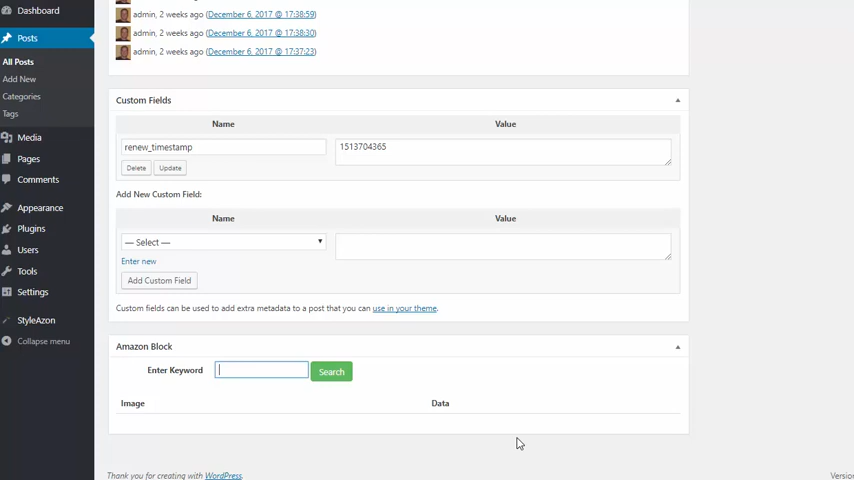 Dashboard
Posts
All Posts
Add New
Categories
Tags
Media
Pages
Comments
Appearance
Plugins
Users
Tools
Settings
StyleAzon
Collapse menu
admin, 2 weeks ago (December 6, 2017 @ 17:38:59)
admin, 2 weeks ago (December 6, 2017 @ 17:38:30)
admin, 2 weeks ago (December 6, 2017 @ 17:37:23)
Custom Fields
Name Value
renew_timestamp 1513704365
Delete Update
Add New Custom Field:
Name Value
— Select —
Enter new
Add Custom Field
Custom fields can be used to add extra metadata to a post that you can use in your theme.
Amazon Block
Enter Keyword Search
Image Data
Thank you for creating with WordPress. Versio